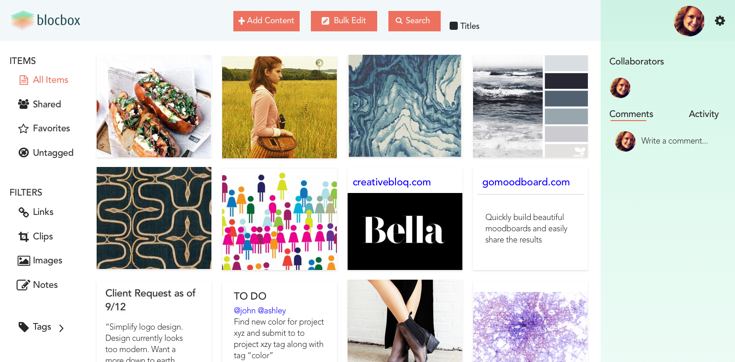 blocbox
Add Content
Bulk Edit
Search
Titles
ITEMS
All Items
Shared
Favorites
Untagged
FILTERS
Links
Clips
Images
Notes
Tags
creativebloq.com
Bella
gomoodboard.com
Quickly build beautiful
moodboards and easily
share the results
Client Request as of
9/12
“Simplify logo design.
Design currently looks
too modern. Want a
more down to earth
TO DO
@john @ashley
Find new color for project
xyz and submit to to
project xzy tag along with
tag “color”
Collaborators
Comments
Activity
Write a comment...